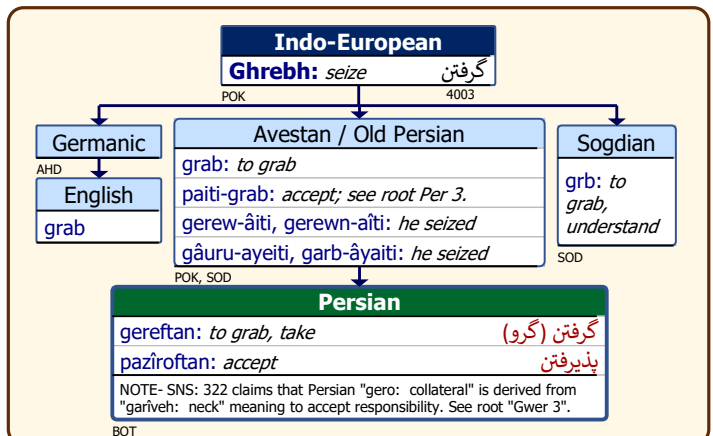 Indo-European
Ghrebh: seize گرفتن
POK 4003
Germanic
AHD
English
grab
Avestan / Old Persian
grab: to grab
paiti-grab: accept; see root Per 3.
gerew-âiti, gerewn-aîti: he seized
gâuru-ayeiti, garb-âyaiti: he seized
POK, SOD
Sogdian
grb: to
grab,
understand
SOD
Persian
gereftan: to grab, take گرفتن (گرو)
pazîroftan: accept پذیرفتن
NOTE- SNS: 322 claims that Persian "gero: collateral" is derived from
"garîveh: neck" meaning to accept responsibility. See root "Gwer 3".
BOT